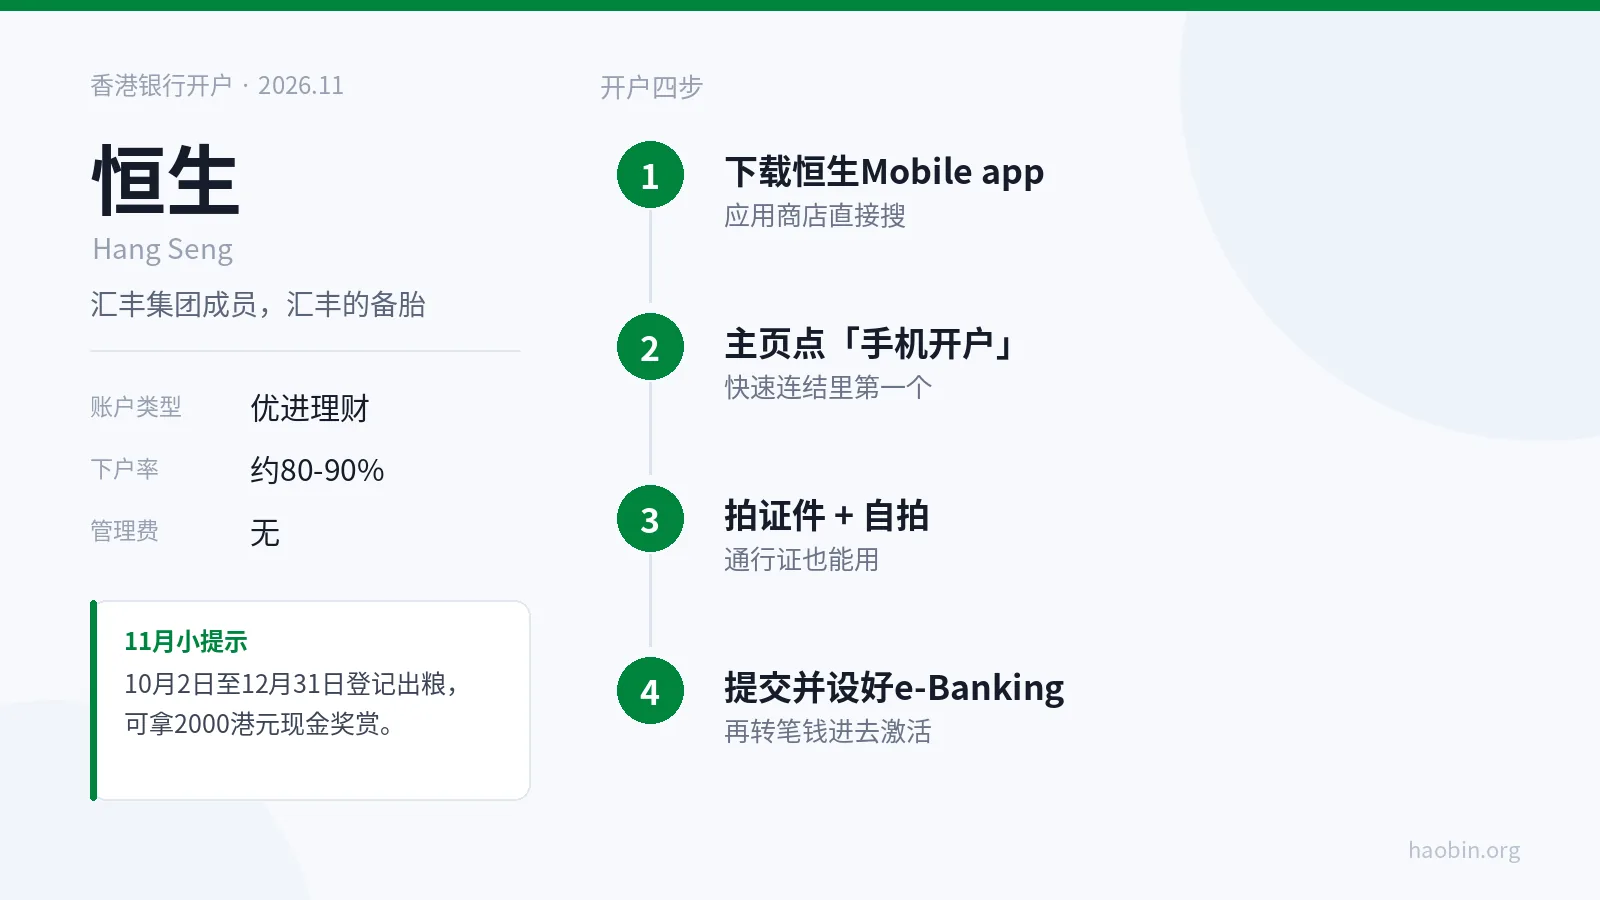 香港银行开户 · 2026.11
恒生
Hang Seng
汇丰集团成员，汇丰的备胎
账户类型 优进理财
下户率 约80-90%
管理费 无
11月小提示
10月2日至12月31日登记出粮，
可拿2000港元现金奖赏。
开户四步
1 下载恒生Mobile app
应用商店直接搜
2 主页点「手机开户」
快速连结里第一个
3 拍证件 + 自拍
通行证也能用
4 提交并设好e-Banking
再转笔钱进去激活
haobin.org